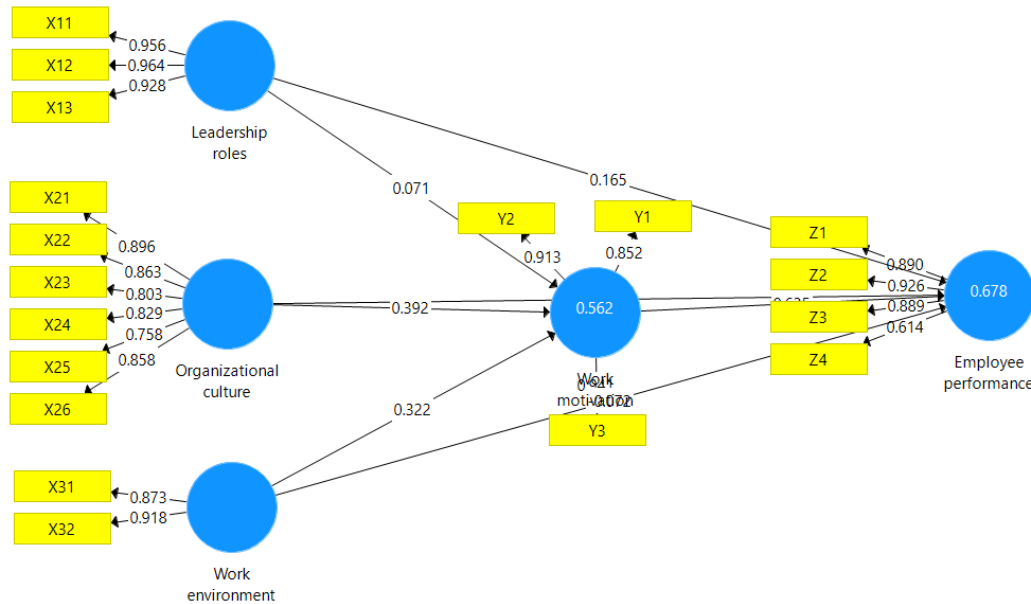 X11
X12
X13
0.956
0.964
0.928
Leadership
roles
0.071
0.165
X21
X22
X23
X24
X25
X26
0.896
0.863
0.803
0.829
0.758
0.858
Organizational
culture
0.392
Y2
Y1
0.913
0.852
0.562
Work
motivation
-0.072
Y3
Z1
Z2
Z3
Z4
0.890
0.926
0.889
0.614
0.678
Employee
performance
0.322
X31
X32
0.873
0.918
Work
environment